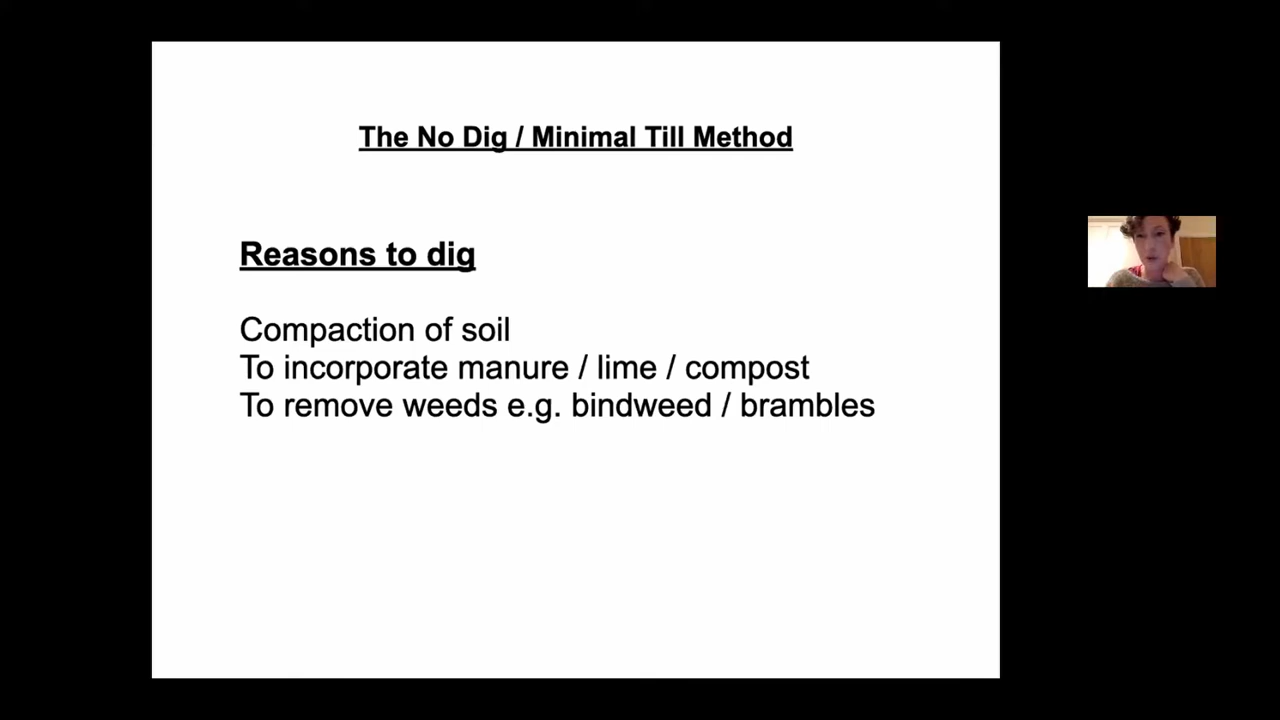 The No Dig / Minimal Till Method
Reasons to dig
Compaction of soil
To incorporate manure / lime / compost
To remove weeds e.g. bindweed / brambles